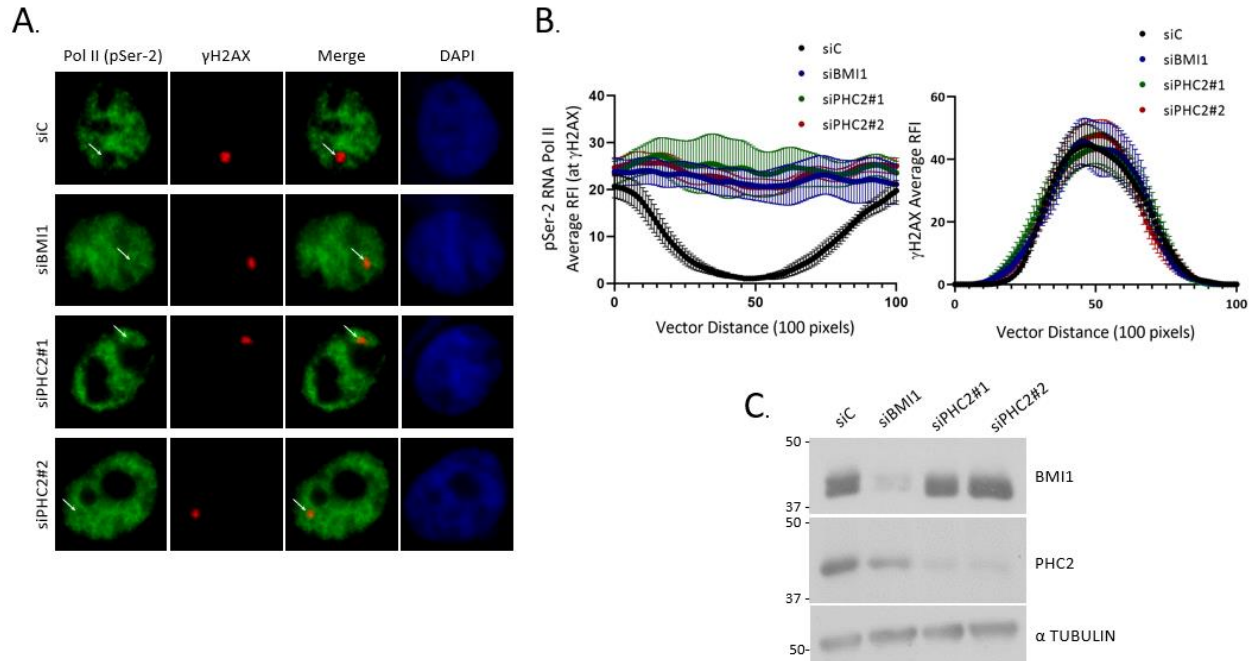 A.
Pol II (pSer-2) γH2AX Merge DAPI
siC
siBMI1
siPHC2#1
siPHC2#2
B.
siC
siBMI1
siPHC2#1
siPHC2#2
pSer-2 RNA Pol II
Average RFI (at γH2AX)
40
30
20
10
0
0 50 100
Vector Distance (100 pixels)
siC
siBMI1
siPHC2#1
siPHC2#2
γH2AX Average RFI
60
40
20
0
0 50 100
Vector Distance (100 pixels)
C.
siC siBMI1 siPHC2#1 siPHC2#2
50
BMI1
37
50
PHC2
37
α TUBULIN
50